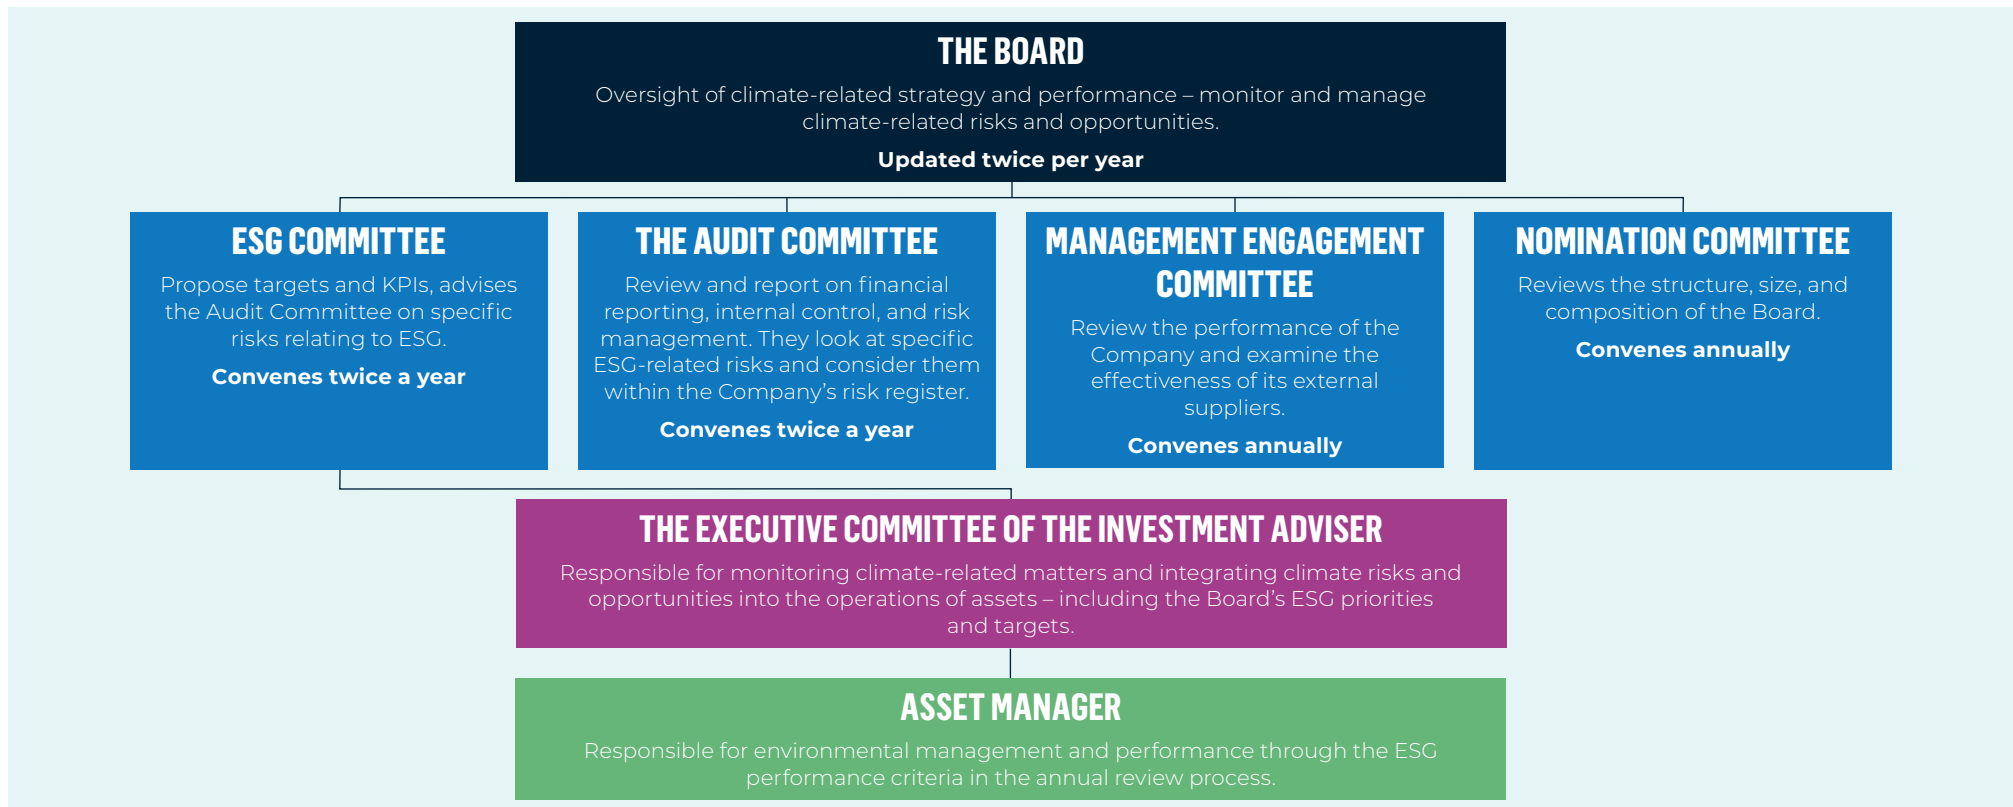 THE BOARD
Oversight of climate-related strategy and performance – monitor and manage
climate-related risks and opportunities.
Updated twice per year
ESG COMMITTEE
Propose targets and KPIs, advises
the Audit Committee on specific
risks relating to ESG.
Convenes twice a year
THE AUDIT COMMITTEE
Review and report on financial
reporting, internal control, and risk
management. They look at specific
ESG-related risks and consider them
within the Company’s risk register.
Convenes twice a year
MANAGEMENT ENGAGEMENT
COMMITTEE
Review the performance of the
Company and examine the
effectiveness of its external
suppliers.
Convenes annually
NOMINATION COMMITTEE
Reviews the structure, size, and
composition of the Board.
Convenes annually
THE EXECUTIVE COMMITTEE OF THE INVESTMENT ADVISER
Responsible for monitoring climate-related matters and integrating climate risks and
opportunities into the operations of assets – including the Board’s ESG priorities
and targets.
ASSET MANAGER
Responsible for environmental management and performance through the ESG
performance criteria in the annual review process.